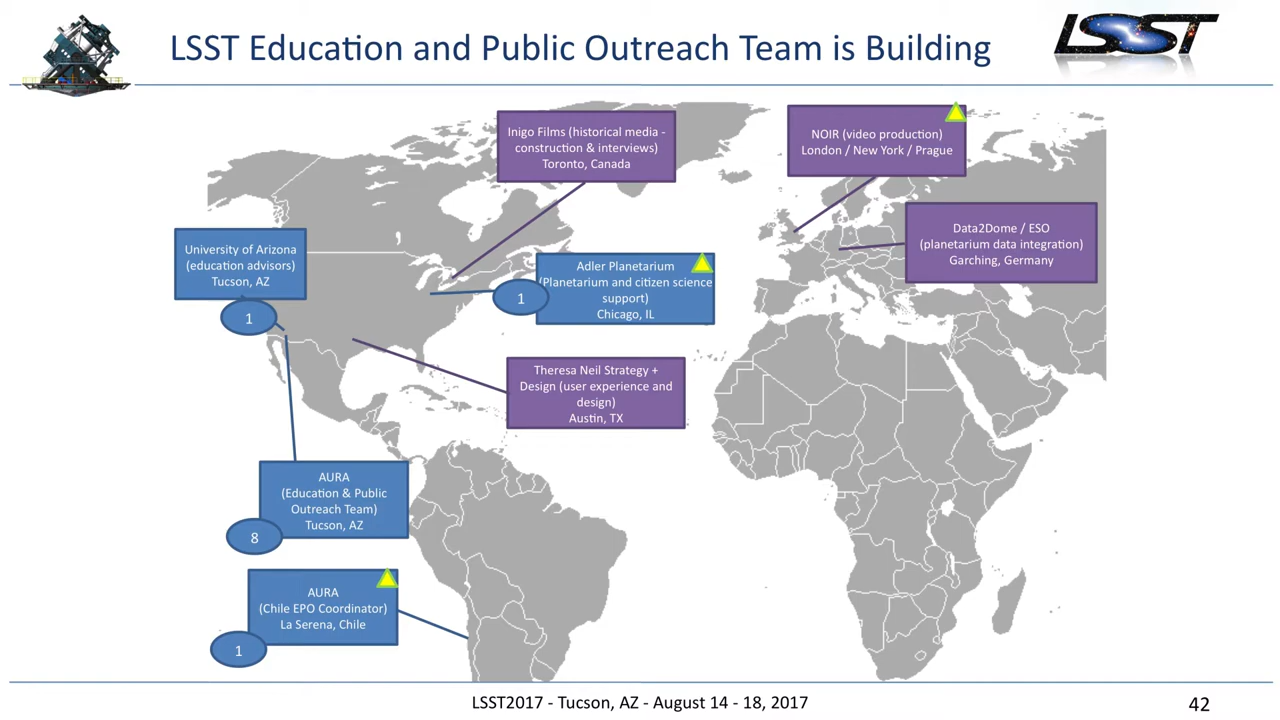 LSST Education and Public Outreach Team is Building
LSST
Inigo Films (historical media -
construction & interviews)
Toronto, Canada
NOIR (video production)
London / New York / Prague
Data2Dome / ESO
(planetarium data integration)
Garching, Germany
University of Arizona
(education advisors)
Tucson, AZ
1
Adler Planetarium
(Planetarium and citizen science
support)
Chicago, IL
1
Theresa Neil Strategy +
Design (user experience and
design)
Austin, TX
AURA
(Education & Public
Outreach Team)
Tucson, AZ
8
AURA
(Chile EPO Coordinator)
La Serena, Chile
1
LSST2017 - Tucson, AZ - August 14 - 18, 2017
42